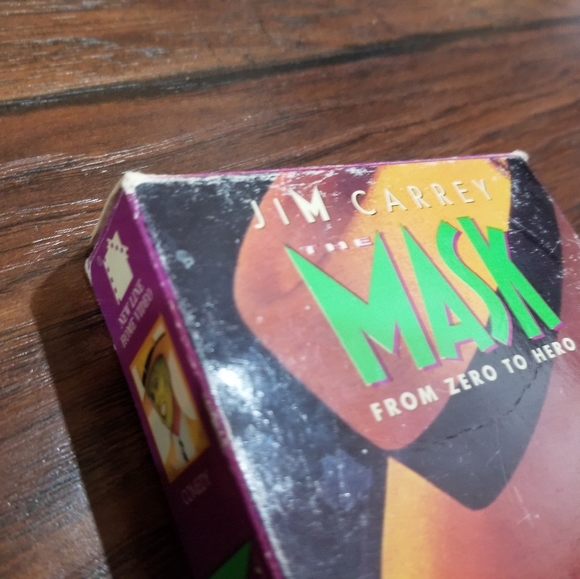 JIM CARREY
THE
MASK
FROM ZERO TO HERO
NEW LINE
HOME VIDEO
COMEDY